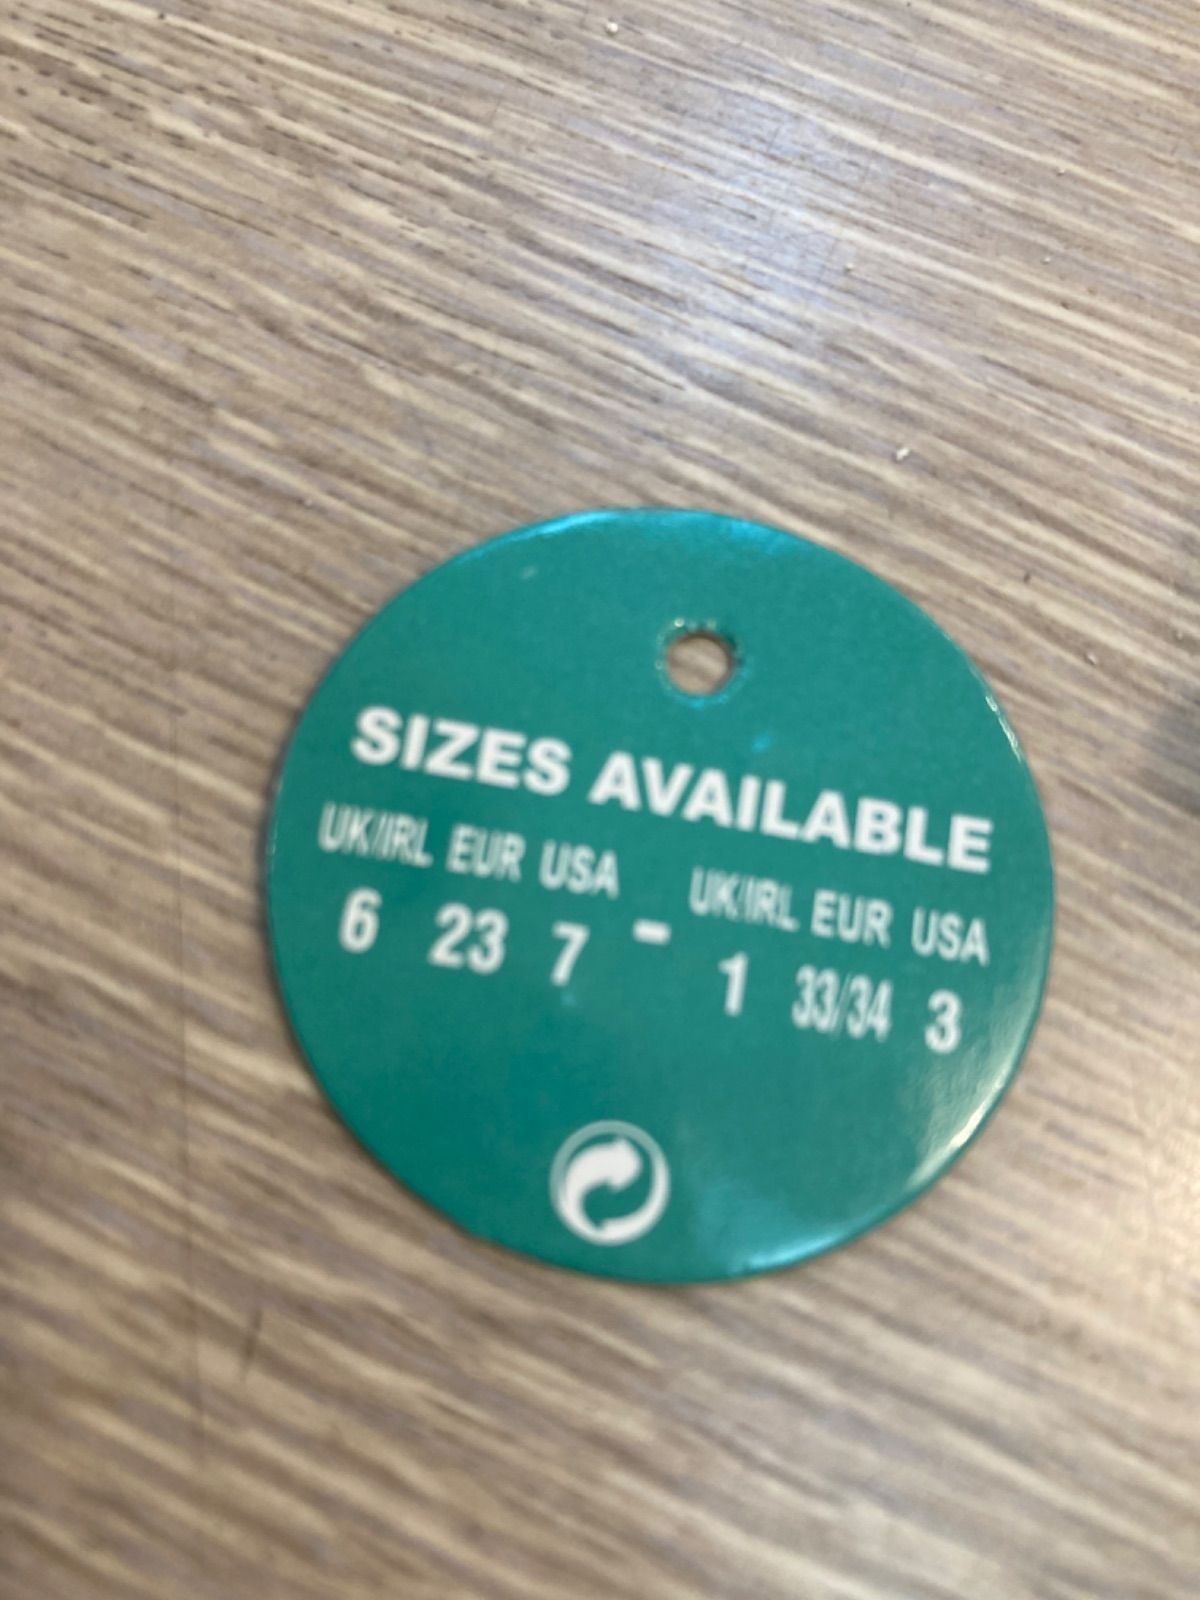 SIZES AVAILABLE
UK/IRL EUR USA UK/IRL EUR USA
6 23 7 - 1 33/34 3